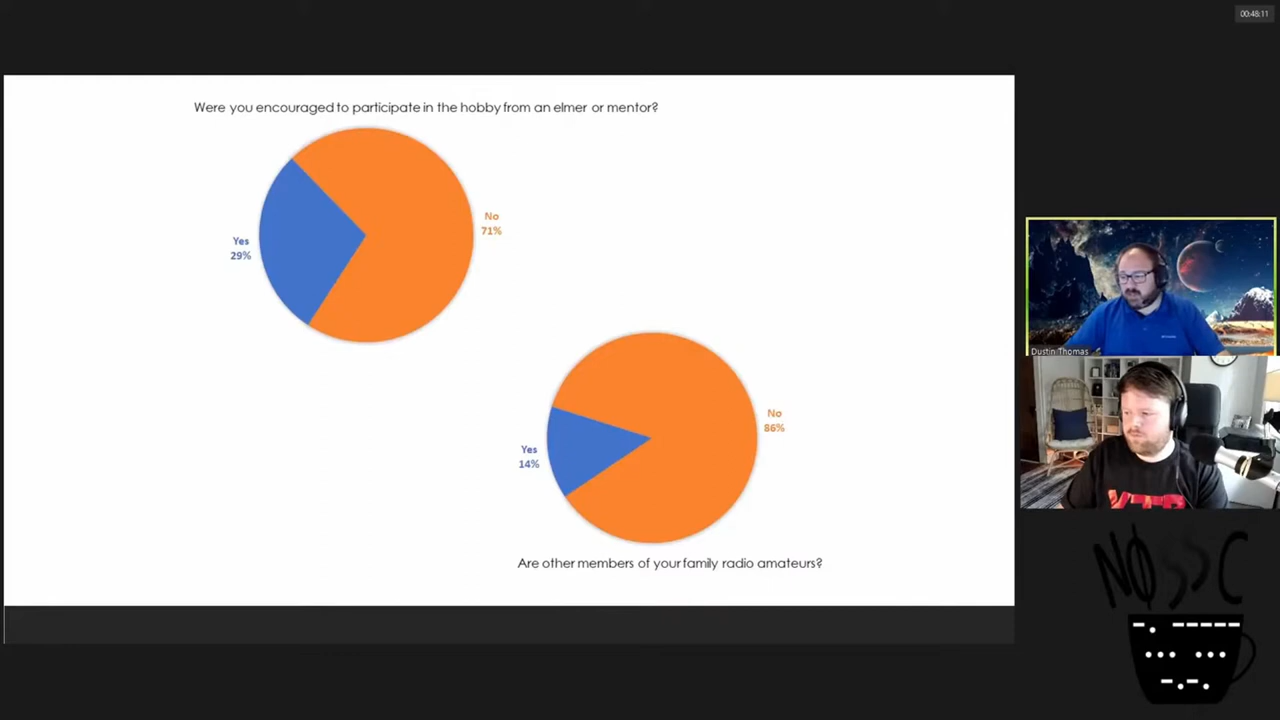 00:48:11
Were you encouraged to participate in the hobby from an elmer or mentor?
No
71%
Yes
29%
No
86%
Yes
14%
Are other members of your family radio amateurs?
Dustin Thomas
NØSSC